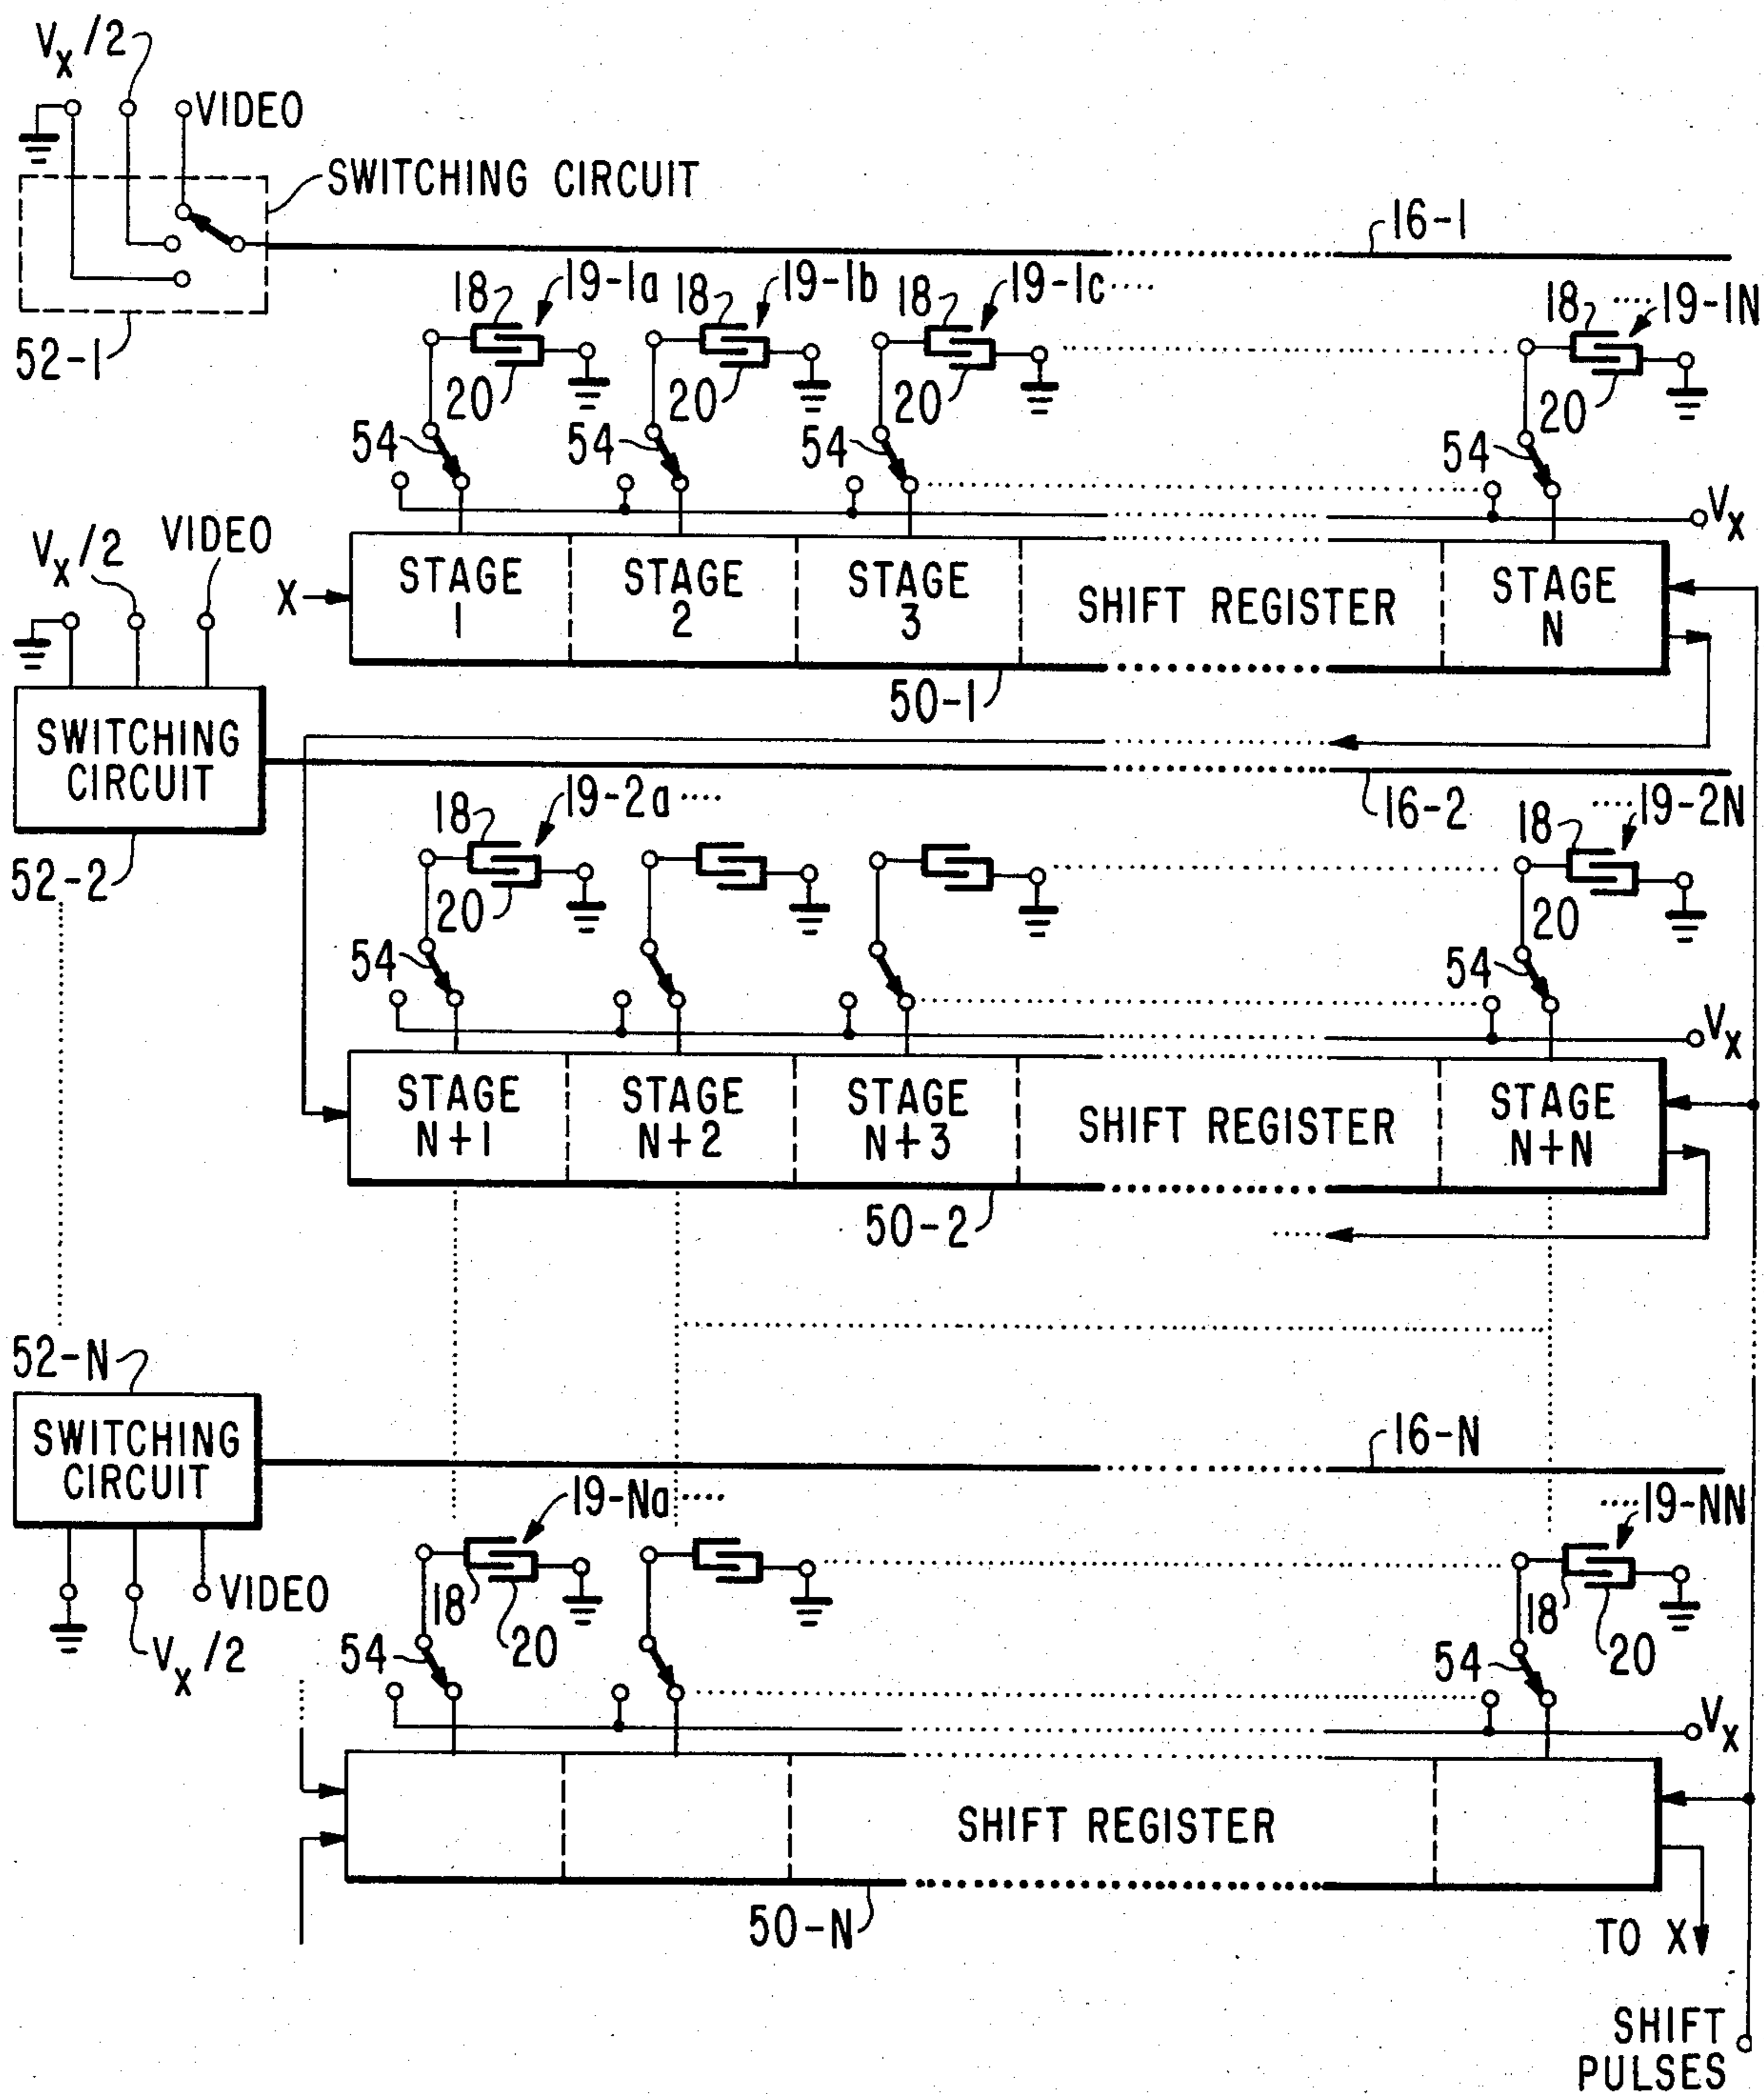 Vx/2
VIDEO
SWITCHING CIRCUIT
16-1
52-1
18 19-1a 18 19-1b 18 19-1c.... 18 ....19-1N
20 20 20 20
54 54 54 54
Vx
Vx/2 VIDEO
X
STAGE 1
STAGE 2
STAGE 3
SHIFT REGISTER
STAGE N
50-1
SWITCHING
CIRCUIT
52-2
16-2
18 19-2a.... 18 ....19-2N
20 20
54 54
Vx
STAGE N+1
STAGE N+2
STAGE N+3
SHIFT REGISTER
STAGE N+N
50-2
52-N
SWITCHING
CIRCUIT
16-N
19-Na.... ....19-NN
VIDEO
Vx/2
18 20 18 20
54 54
Vx
SHIFT REGISTER
50-N
TO X
SHIFT
PULSES